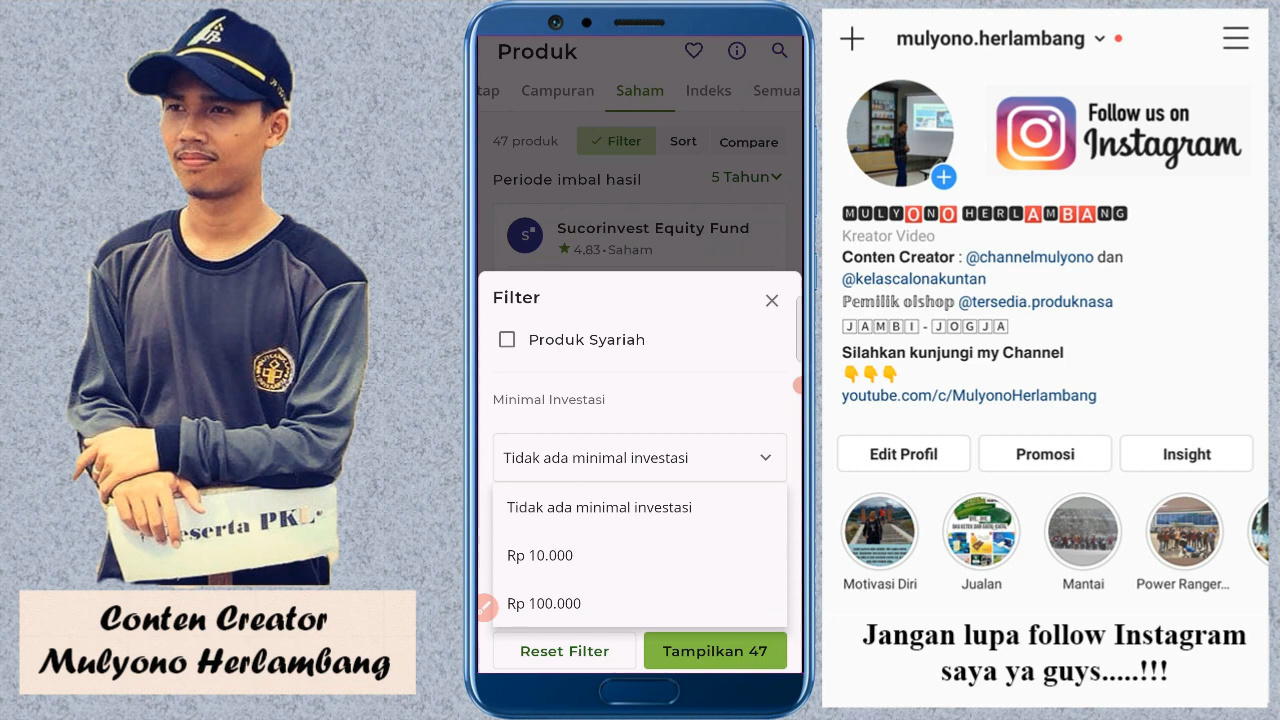 eserta PKL
Conten Creator
Mulyono Herlambang
Produk
tap Campuran Saham Indeks Semua
47 produk Filter Sort Compare
Periode imbal hasil 5 Tahun
S
Sucorinvest Equity Fund
4,83 • Saham
Filter
Produk Syariah
Minimal Investasi
Tidak ada minimal investasi
Tidak ada minimal investasi
Rp 10.000
Rp 100.000
Reset Filter Tampilkan 47
mulyono.herlambang
Follow us on
Instagram
MULYONO HERLAMBANG
Kreator Video
Conten Creator : @channelmulyono dan
@kelascalonakuntan
Pemilik olshop @tersedia.produknasa
JAMBI - JOGJA
Silahkan kunjungi my Channel
👇👇👇
youtube.com/c/MulyonoHerlambang
Edit Profil Promosi Insight
Motivasi Diri Jualan Mantai Power Ranger...
Jangan lupa follow Instagram
saya ya guys.....!!!